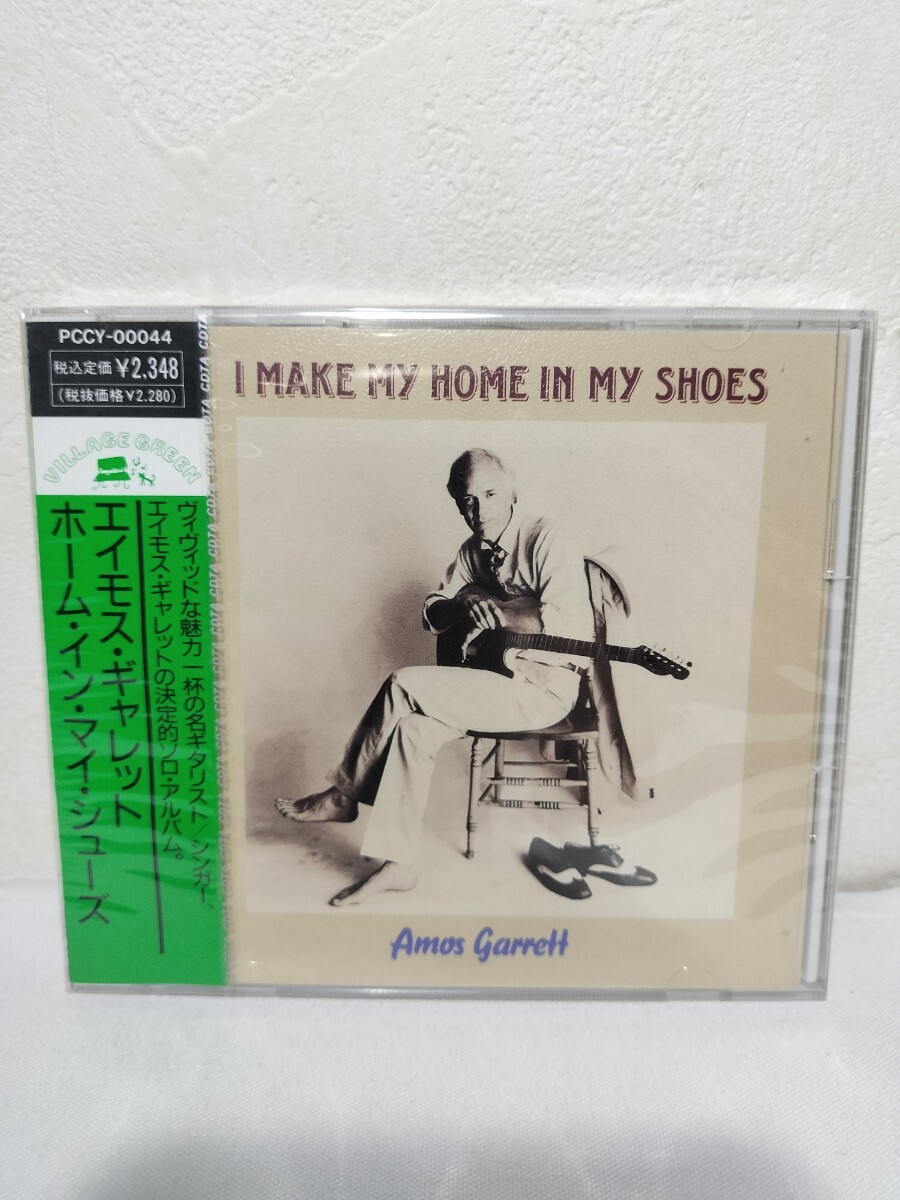 PCCY-00044
税込定価 ¥2,348
(税抜価格¥2,280)
VILLAGE GREEN
ヴィヴィッドな魅力一杯の名ギタリスト/シンガー、
エイモス・ギャレットの決定的ソロ・アルバム。
エイモス・ギャレット
ホーム・イン・マイ・シューズ
CDTA CDTA CDTA CDTA
I MAKE MY HOME IN MY SHOES
Amos Garrett